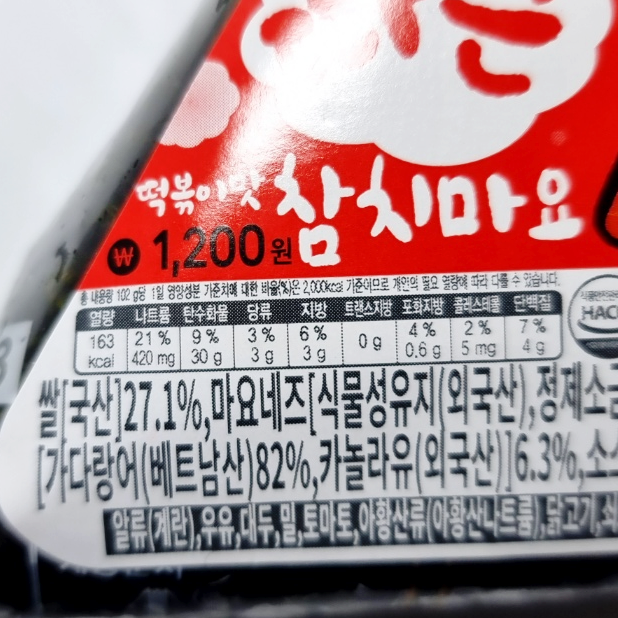 떡볶이맛 참치마요
₩ 1,200원
총 내용량 102 g당 1일 영양성분 기준치에 대한 비율(%)은 2,000kcal 기준이므로 개인의 필요 열량에 따라 다를 수 있습니다.
열량 나트륨 탄수화물 당류 지방 트랜스지방 포화지방 콜레스테롤 단백질
163 21 % 9 % 3 % 6 % 0 g 4 % 2 % 7 %
kcal 420 mg 30 g 3 g 3 g 0.6 g 5 mg 4 g
HAC
쌀[국산]27.1%,마요네즈[식물성유지(외국산),정제소금
[가다랑어(베트남산)82%,카놀라유(외국산)]6.3%,소스
알류(계란),우유,대두,밀,토마토,아황산류(아황산나트륨),닭고기,쇠